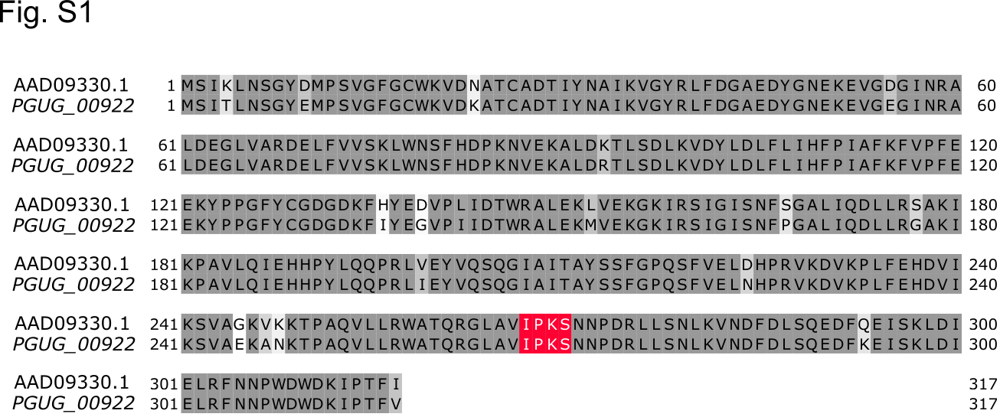 Fig. S1
AAD09330.1 1 MSIKLNSGYDMPSVGFGCWKVDNATCADTIYNAIKVGYRLFDGAEDYGNEKEVGDGINRA 60
PGUG_00922 1 MSITLNSGYEMPSVGFGCWKVDKATCADTIYNAIKVGYRLFDGAEDYGNEKEVGEGINRA 60
AAD09330.1 61 LDEGLVARDELFVVSKLWNSFHDPKNVEKALDKTLSDLKVDYLDLFLIHFPIAFKFVPFE 120
PGUG_00922 61 LDEGLVARDELFVVSKLWNSFHDPKNVEKALDRTLSDLKVDYLDLFLIHFPIAFKFVPFE 120
AAD09330.1 121 EKYPPGFYCGDGDKFHYEDVPLIDTWRALEKLVEKGKIRSIGISNFSGALIQDLLRSAKI 180
PGUG_00922 121 EKYPPGFYCGDGDKFIYEGVPIIDTWRALEKMVEKGKIRSIGISNFPGALIQDLLRGAKI 180
AAD09330.1 181 KPAVLQIEHHPYLQQPRLVEYVQSQGIAITAYSSFGPQSFVELDHPRVKDVKPLFEHDVI 240
PGUG_00922 181 KPAVLQIEHHPYLQQPRLIEYVQSQGIAITAYSSFGPQSFVELNHPRVKDVKPLFEHDVI 240
AAD09330.1 241 KSVAGKVKKTPAQVLLRWATQRGLAVIPKSNNPDRLLSNLKVNDFDLSQEDFQEISKLDI 300
PGUG_00922 241 KSVAEKANKTPAQVLLRWATQRGLAVIPKSNNPDRLLSNLKVNDFDLSQEDFKEISKLDI 300
AAD09330.1 301 ELRFNNPWDWDKIPTFI 317
PGUG_00922 301 ELRFNNPWDWDKIPTFV 317